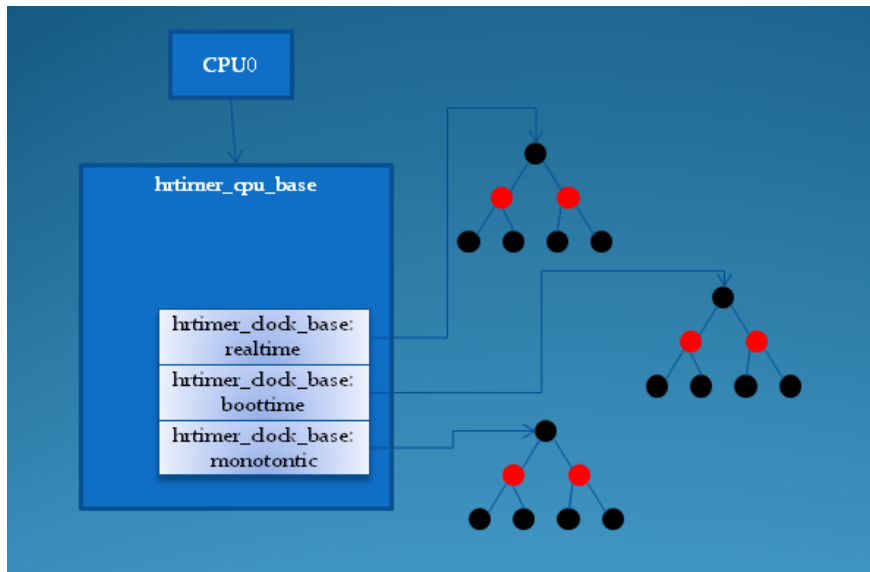 CPU0
hrtimer_cpu_base
hrtimer_clock_base:
realtime
hrtimer_clock_base:
boottime
hrtimer_clock_base:
monotontic